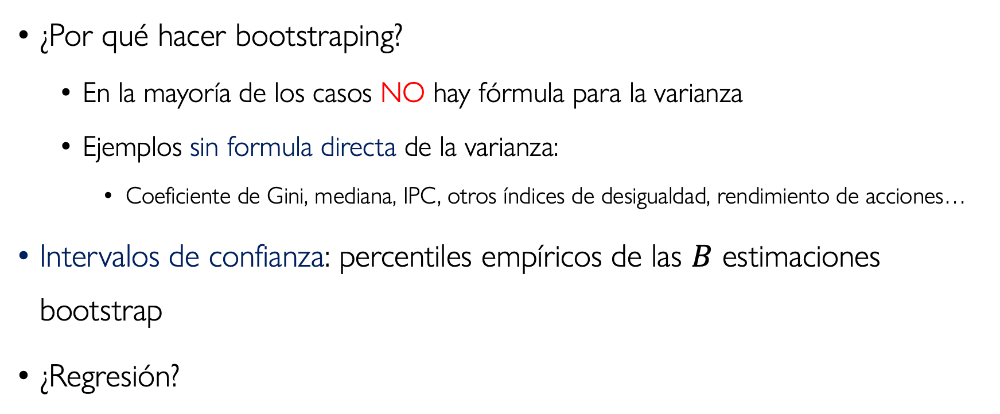 • ¿Por qué hacer bootstraping?
• En la mayoría de los casos NO hay fórmula para la varianza
• Ejemplos sin formula directa de la varianza:
• Coeficiente de Gini, mediana, IPC, otros índices de desigualdad, rendimiento de acciones…
• Intervalos de confianza: percentiles empíricos de las B estimaciones
bootstrap
• ¿Regresión?